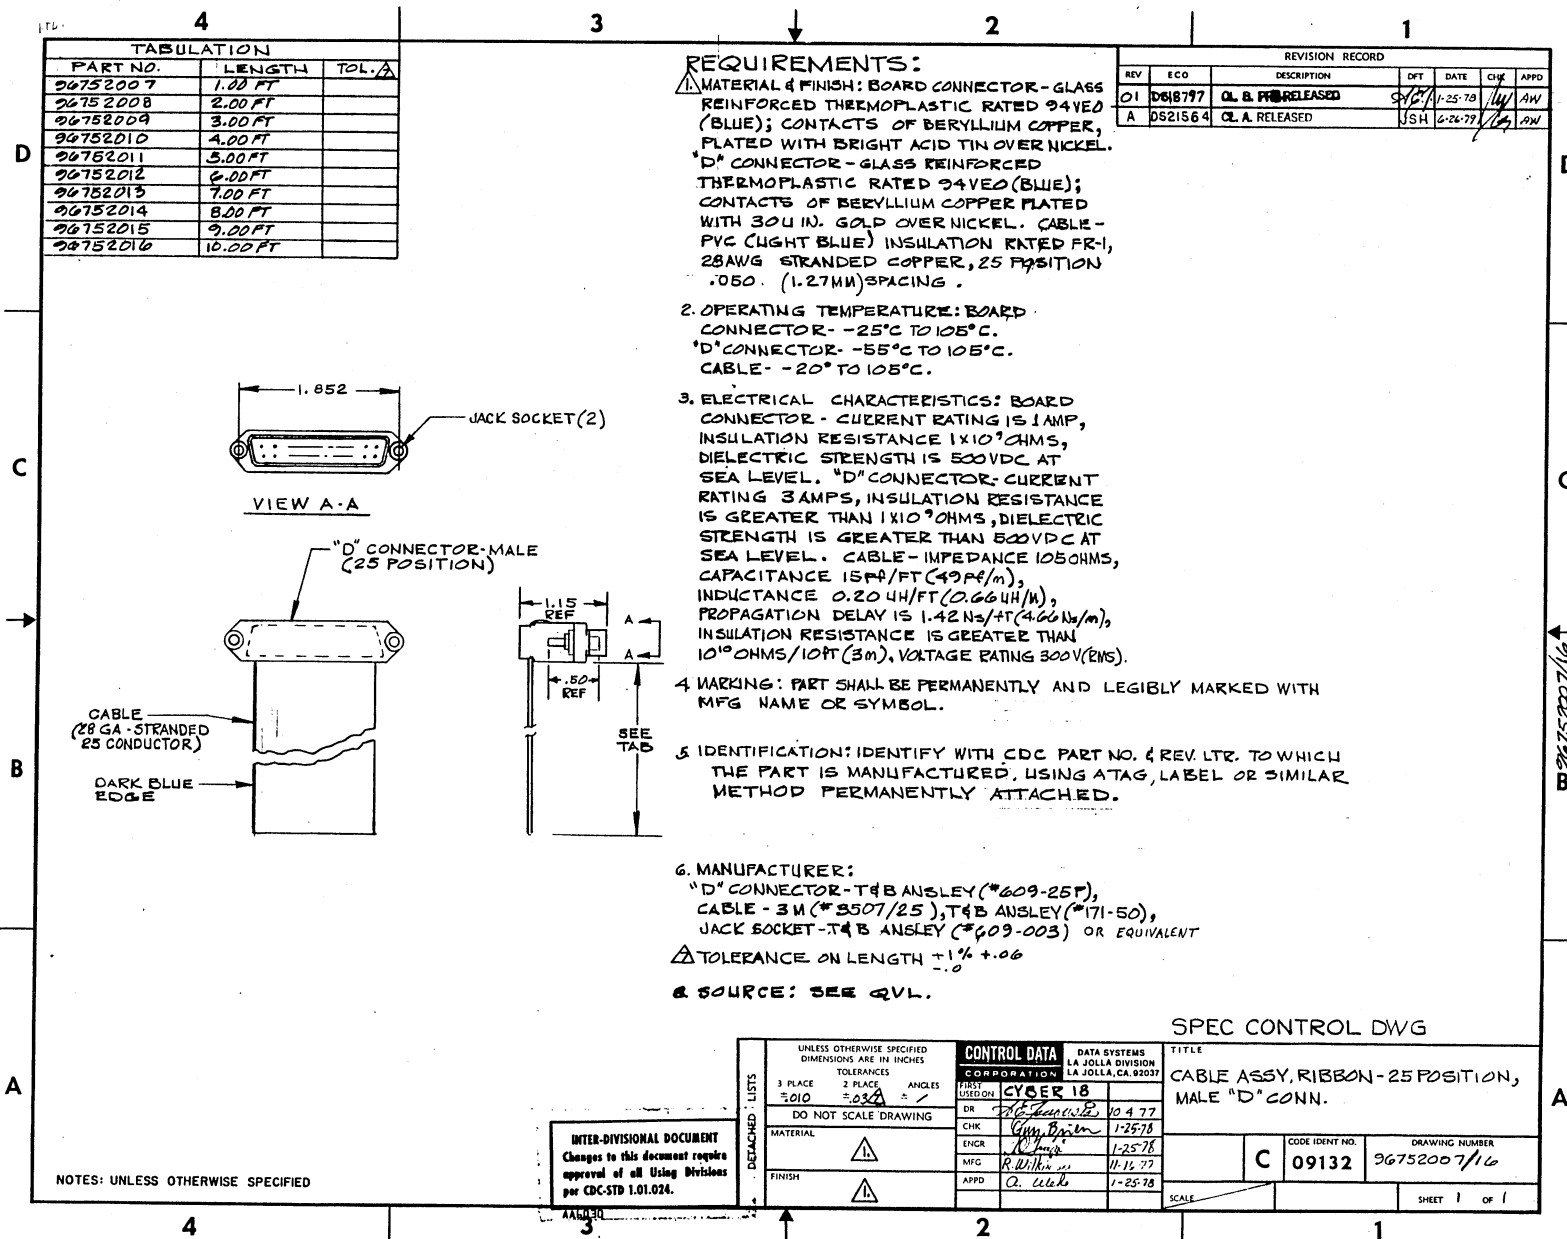 4
3
2
1
TABULATION
PART NO. LENGTH TOL. 7
96752007 1.00 FT
96752008 2.00 FT
96752009 3.00 FT
96752010 4.00 FT
96752011 5.00 FT
96752012 6.00 FT
96752013 7.00 FT
96752014 8.00 FT
96752015 9.00 FT
96752016 10.00 FT
REVISION RECORD
REV ECO DESCRIPTION DFT DATE CHK APPD
01 DS18797 CL. B. RELEASED 1-25-78 AW
A DS21564 CL. A. RELEASED JSH 6-26-79 AW
REQUIREMENTS:
1. MATERIAL & FINISH: BOARD CONNECTOR - GLASS
REINFORCED THERMOPLASTIC RATED 94VE0
(BLUE); CONTACTS OF BERYLLIUM COPPER,
PLATED WITH BRIGHT ACID TIN OVER NICKEL.
"D" CONNECTOR - GLASS REINFORCED
THERMOPLASTIC RATED 94VE0 (BLUE);
CONTACTS OF BERYLLIUM COPPER PLATED
WITH 30U IN. GOLD OVER NICKEL. CABLE -
PVC (LIGHT BLUE) INSULATION RATED FR-1,
28AWG STRANDED COPPER, 25 POSITION
.050. (1.27MM) SPACING.
2. OPERATING TEMPERATURE: BOARD
CONNECTOR- -25°C TO 105°C.
"D" CONNECTOR- -55°C TO 105°C.
CABLE- -20° TO 105°C.
3. ELECTRICAL CHARACTERISTICS: BOARD
CONNECTOR - CURRENT RATING IS 1 AMP,
INSULATION RESISTANCE 1X10⁹ OHMS,
DIELECTRIC STRENGTH IS 500VDC AT
SEA LEVEL. "D" CONNECTOR- CURRENT
RATING 3 AMPS, INSULATION RESISTANCE
IS GREATER THAN 1X10⁹ OHMS, DIELECTRIC
STRENGTH IS GREATER THAN 500VDC AT
SEA LEVEL. CABLE - IMPEDANCE 105OHMS,
CAPACITANCE 15pf/FT (49pf/m),
INDUCTANCE 0.20 UH/FT (0.66UH/M),
PROPAGATION DELAY IS 1.42 Ns/fT (4.66 Ns/m),
INSULATION RESISTANCE IS GREATER THAN
10¹⁰ OHMS/10fT (3m), VOLTAGE RATING 300V (RMS).
4 MARKING: PART SHALL BE PERMANENTLY AND LEGIBLY MARKED WITH
MFG NAME OR SYMBOL.
5. IDENTIFICATION: IDENTIFY WITH CDC PART NO. & REV. LTR. TO WHICH
THE PART IS MANUFACTURED, USING A TAG, LABEL OR SIMILAR
METHOD PERMANENTLY ATTACHED.
6. MANUFACTURER:
"D" CONNECTOR - T&B ANSLEY (#609-25P),
CABLE - 3M (#3507/25), T&B ANSLEY (#171-50),
JACK SOCKET - T&B ANSLEY (#609-003) OR EQUIVALENT
7 TOLERANCE ON LENGTH +1% +.06
-.0
8 SOURCE: SEE QVL.
1.852
JACK SOCKET (2)
VIEW A-A
"D" CONNECTOR-MALE
(25 POSITION)
1.15
REF
A
A
.50
REF
SEE
TAB
CABLE
(28 GA - STRANDED
25 CONDUCTOR)
DARK BLUE
EDGE
D
C
B
A
D
C
96752007/16
B
A
SPEC CONTROL DWG
DETACHED LISTS
UNLESS OTHERWISE SPECIFIED
DIMENSIONS ARE IN INCHES
TOLERANCES
3 PLACE 2 PLACE ANGLES
±.010 ±.03 7 ±
DO NOT SCALE DRAWING
MATERIAL
1.
FINISH
1.
CONTROL DATA
CORPORATION
DATA SYSTEMS
LA JOLLA DIVISION
LA JOLLA, CA. 92037
FIRST USED ON CYBER 18
DR 10 4 77
CHK 1-25-78
ENGR 1-25-78
MFG R. Wilkin 11-16-77
APPD 1-25-78
TITLE
CABLE ASSY, RIBBON - 25 POSITION,
MALE "D" CONN.
C
CODE IDENT NO.
09132
DRAWING NUMBER
96752007/16
SCALE
SHEET 1 OF 1
INTER-DIVISIONAL DOCUMENT
Changes to this document require
approval of all Using Divisions
per CDC-STD 1.01.024.
AA6030
NOTES: UNLESS OTHERWISE SPECIFIED
4
3
2
1